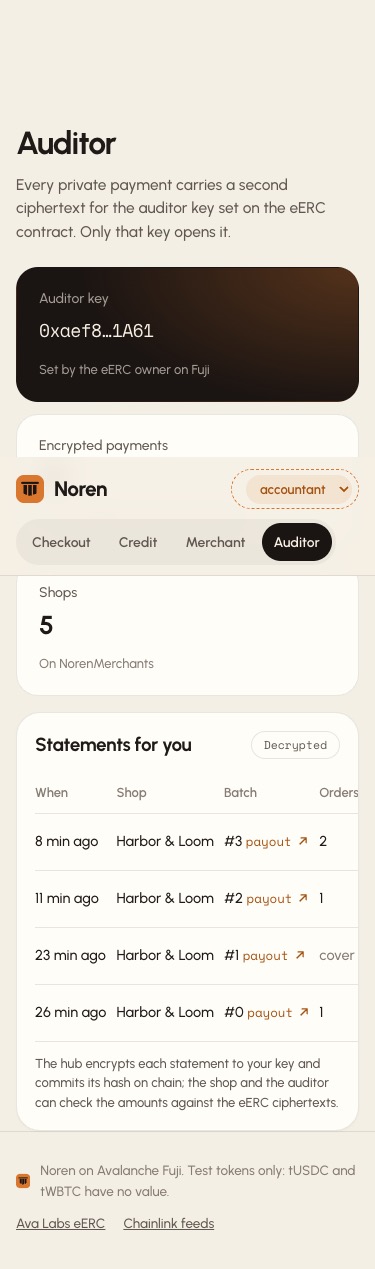 Auditor
Every private payment carries a second
ciphertext for the auditor key set on the eERC
contract. Only that key opens it.
Auditor key
0xaef8…1A61
Set by the eERC owner on Fuji
Encrypted payments
Noren
accountant
Checkout Credit Merchant Auditor
Shops
5
On NorenMerchants
Statements for you
Decrypted
When Shop Batch Orders
8 min ago Harbor & Loom #3 payout ↗ 2
11 min ago Harbor & Loom #2 payout ↗ 1
23 min ago Harbor & Loom #1 payout ↗ cover
26 min ago Harbor & Loom #0 payout ↗ 1
The hub encrypts each statement to your key and
commits its hash on chain; the shop and the auditor
can check the amounts against the eERC ciphertexts.
Noren on Avalanche Fuji. Test tokens only: tUSDC and
tWBTC have no value.
Ava Labs eERC Chainlink feeds